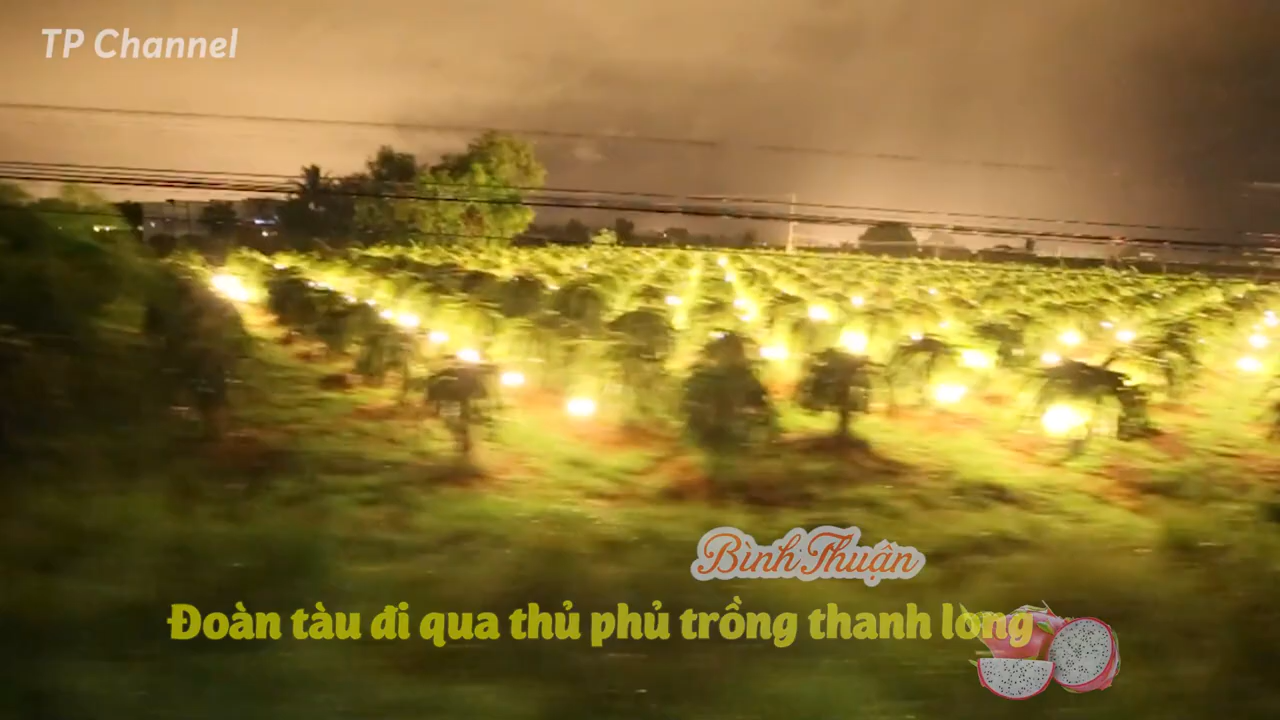 TP Channel
Bình Thuận
Đoàn tàu đi qua thủ phủ trồng thanh long